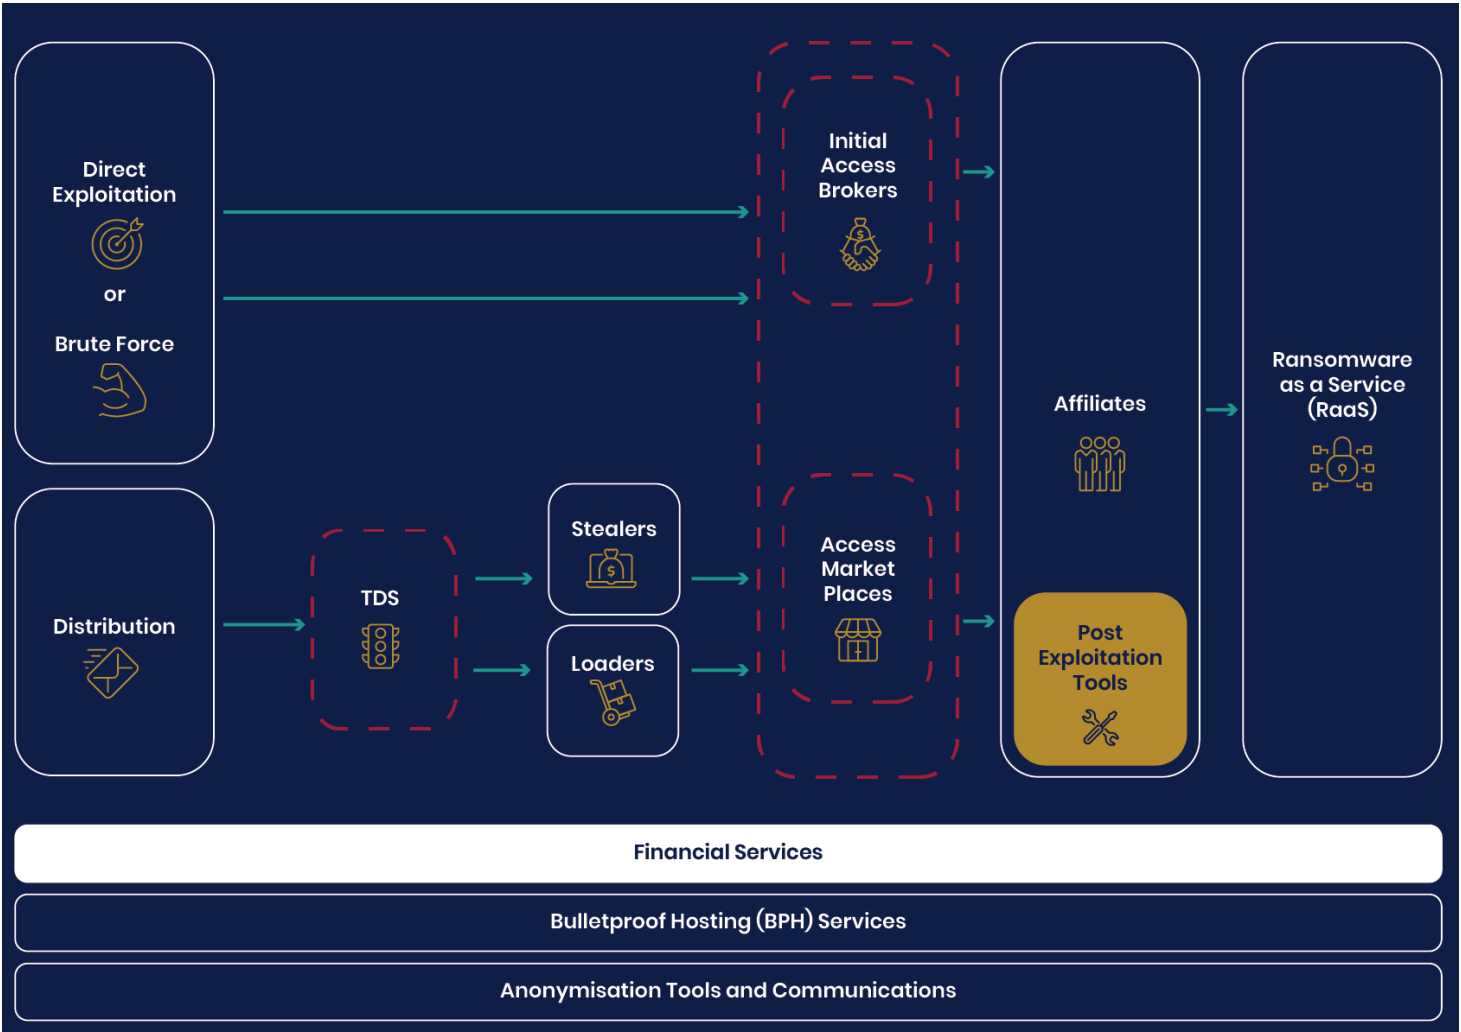 Direct
Exploitation
or
Brute Force
Distribution
TDS
Stealers
$
Loaders
Initial
Access
Brokers
$
Access
Market
Places
Affiliates
Post
Exploitation
Tools
Ransomware
as a Service
(RaaS)
Financial Services
Bulletproof Hosting (BPH) Services
Anonymisation Tools and Communications